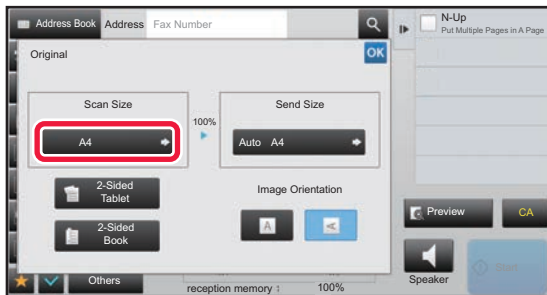 Address Book Address Fax Number
N-Up
Put Multiple Pages in A Page
Original
OK
Scan Size
A4
100%
Send Size
Auto A4
2-Sided
Tablet
2-Sided
Book
Image Orientation
A
A
Preview
CA
Others
reception memory :
100%
Speaker
Start